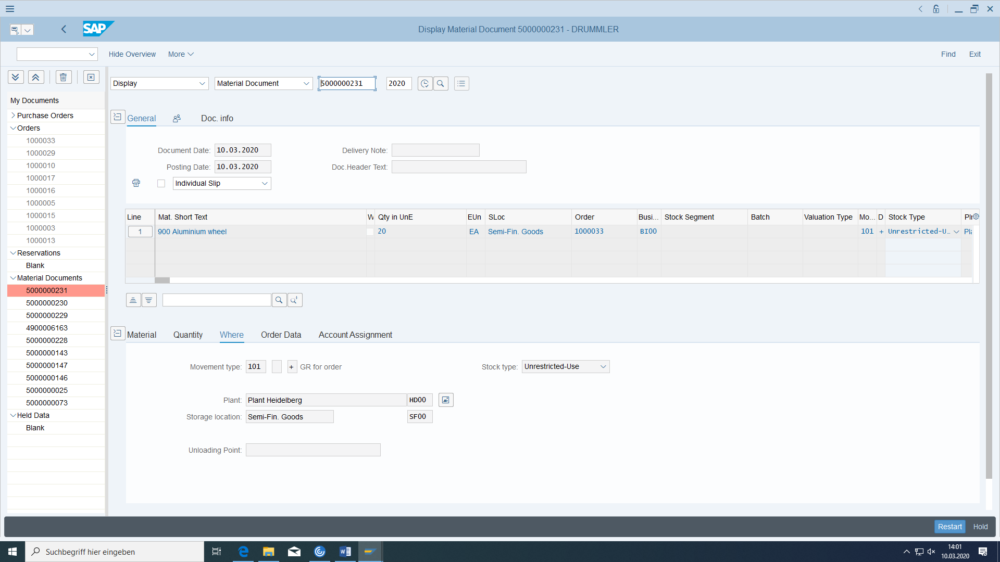 SAP
Display Material Document 5000000231 - DRUMMLER
Hide Overview More Find Exit
Display Material Document 5000000231 2020
My Documents
Purchase Orders
Orders
1000033
1000029
1000010
1000017
1000016
1000005
1000015
1000003
1000013
Reservations
Blank
Material Documents
5000000231
5000000230
5000000229
4900006163
5000000228
5000000143
5000000147
5000000146
5000000025
5000000073
Held Data
Blank
General Doc. info
Document Date: 10.03.2020 Delivery Note:
Posting Date: 10.03.2020 Doc.Header Text:
Individual Slip
Line Mat. Short Text W Qty in UnE EUn SLoc Order Busi... Stock Segment Batch Valuation Type Mo... D Stock Type
1 900 Aluminium wheel 20 EA Semi-Fin. Goods 1000033 BI00 101 + Unrestricted-U...
Material Quantity Where Order Data Account Assignment
Movement type: 101 + GR for order Stock type: Unrestricted-Use
Plant: Plant Heidelberg HD00
Storage location: Semi-Fin. Goods SF00
Unloading Point:
Restart Hold
Suchbegriff hier eingeben
14:01
10.03.2020